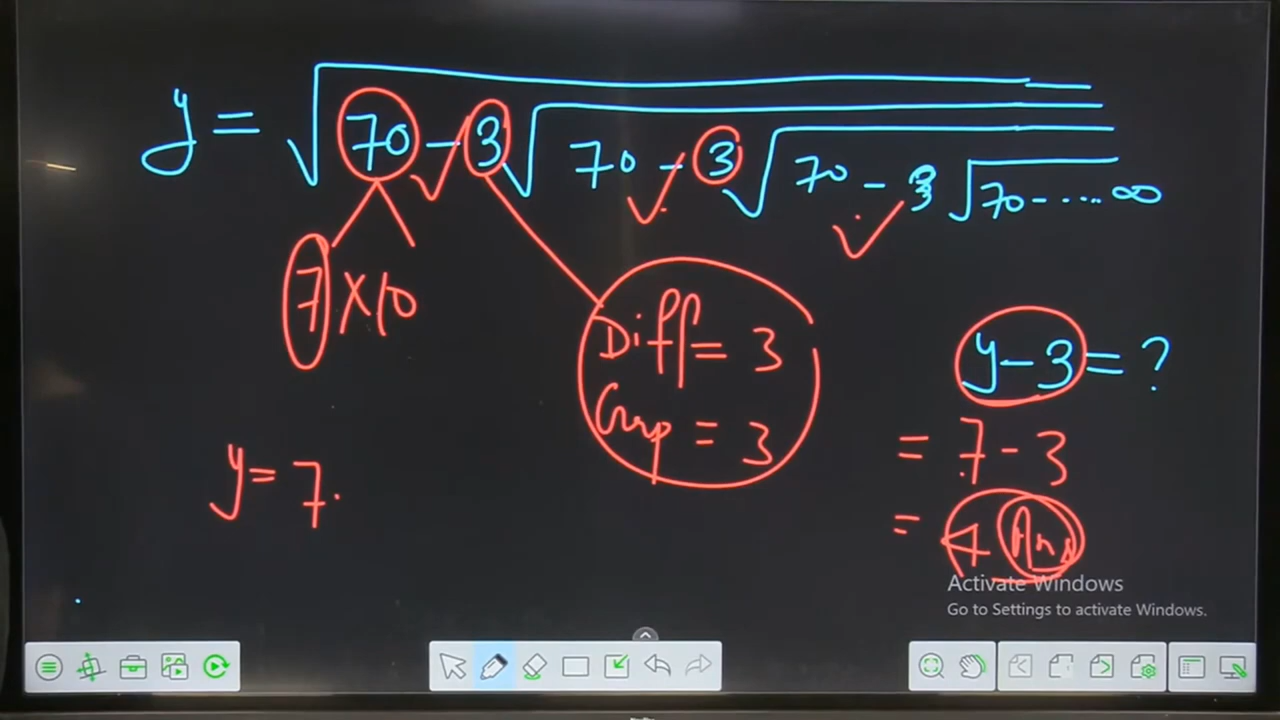 y = √70 - 3√70 - 3√70 - 3√70 - ..... ∞
7 × 10
Diff = 3
Gap = 3
y - 3 = ?
= 7 - 3
= 4 Ans
y = 7.
Activate Windows
Go to Settings to activate Windows.